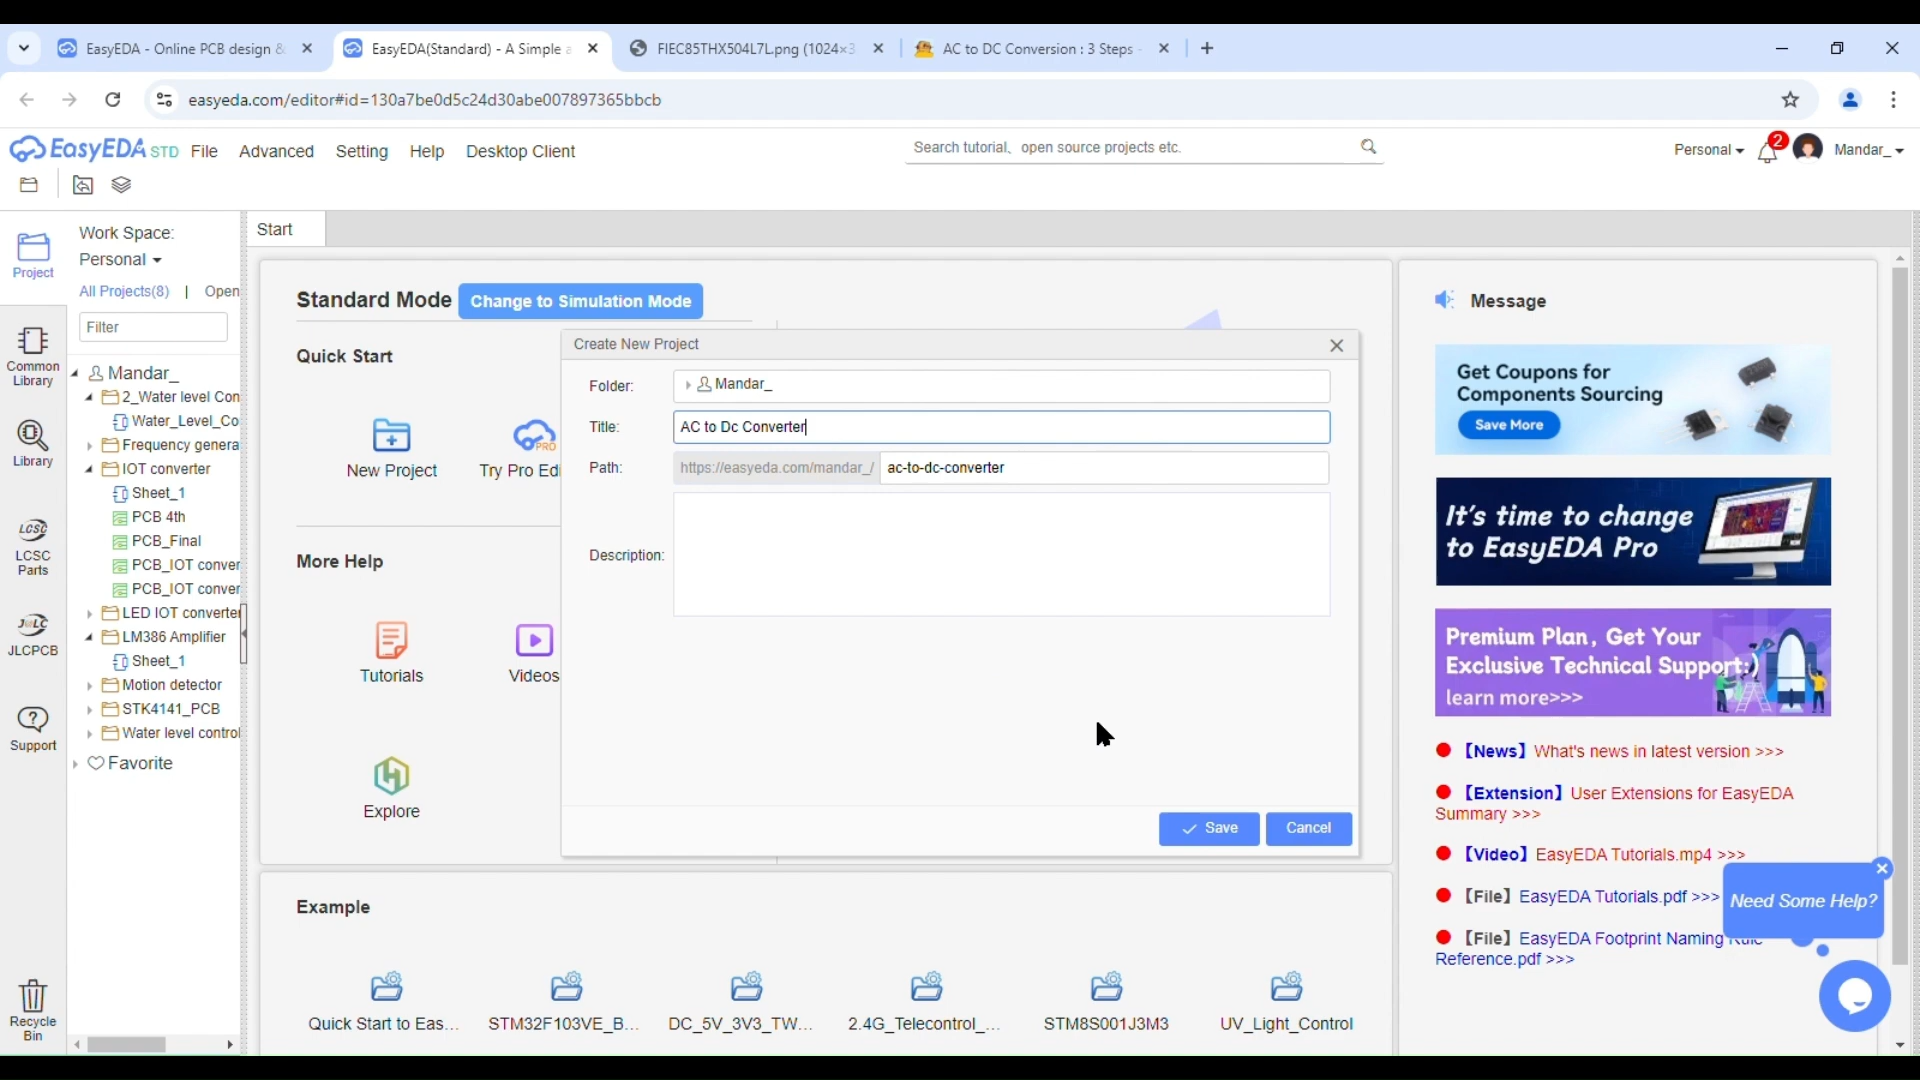 EasyEDA - Online PCB design &
EasyEDA(Standard) - A Simple a
FIEC85THX504L7L.png (1024×3
AC to DC Conversion : 3 Steps -
easyeda.com/editor#id=130a7be0d5c24d30abe007897365bbcb
EasyEDA STD File Advanced Setting Help Desktop Client
Search tutorial、open source projects etc.
Personal
2
Mandar_
Project
Common
Library
Library
LCSC
LCSC
Parts
JLCPCB
Support
Recycle
Bin
Work Space:
Personal
All Projects(8) | Open
Filter
Mandar_
2_Water level Con
Water_Level_Co
Frequency genera
IOT converter
Sheet_1
PCB 4th
PCB_Final
PCB_IOT conver
PCB_IOT conver
LED IOT converter
LM386 Amplifier
Sheet_1
Motion detector
STK4141_PCB
Water level control
Favorite
Start
Standard Mode Change to Simulation Mode
Quick Start
New Project
PRO
Try Pro Edi
More Help
Tutorials
Videos
Explore
Create New Project
Folder: Mandar_
Title: AC to Dc Converter
Path: https://easyeda.com/mandar_/ ac-to-dc-converter
Description:
Save Cancel
Example
Quick Start to Eas...
STM32F103VE_B...
DC_5V_3V3_TW...
2.4G_Telecontrol_...
STM8S001J3M3
UV_Light_Control
Message
Get Coupons for
Components Sourcing
Save More
It's time to change
to EasyEDA Pro
Premium Plan, Get Your
Exclusive Technical Support:)
learn more>>>
【News】What's news in latest version >>>
【Extension】User Extensions for EasyEDA
Summary >>>
【Video】EasyEDA Tutorials.mp4 >>>
【File】EasyEDA Tutorials.pdf >>>
【File】EasyEDA Footprint Naming Rule
Reference.pdf >>>
Need Some Help?